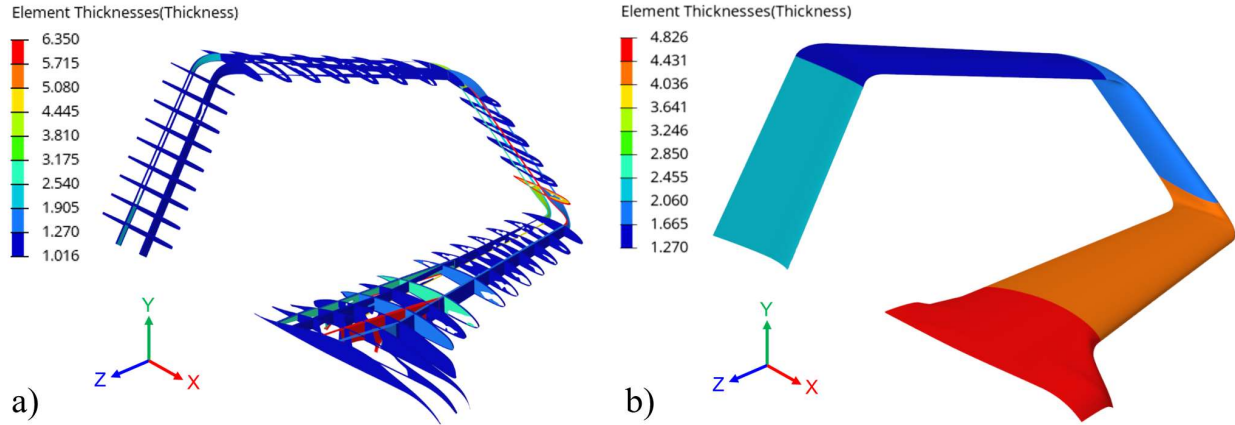 Element Thicknesses(Thickness)
6.350
5.715
5.080
4.445
3.810
3.175
2.540
1.905
1.270
1.016
Y
Z
X
a)
Element Thicknesses(Thickness)
4.826
4.431
4.036
3.641
3.246
2.850
2.455
2.060
1.665
1.270
Y
Z
X
b)